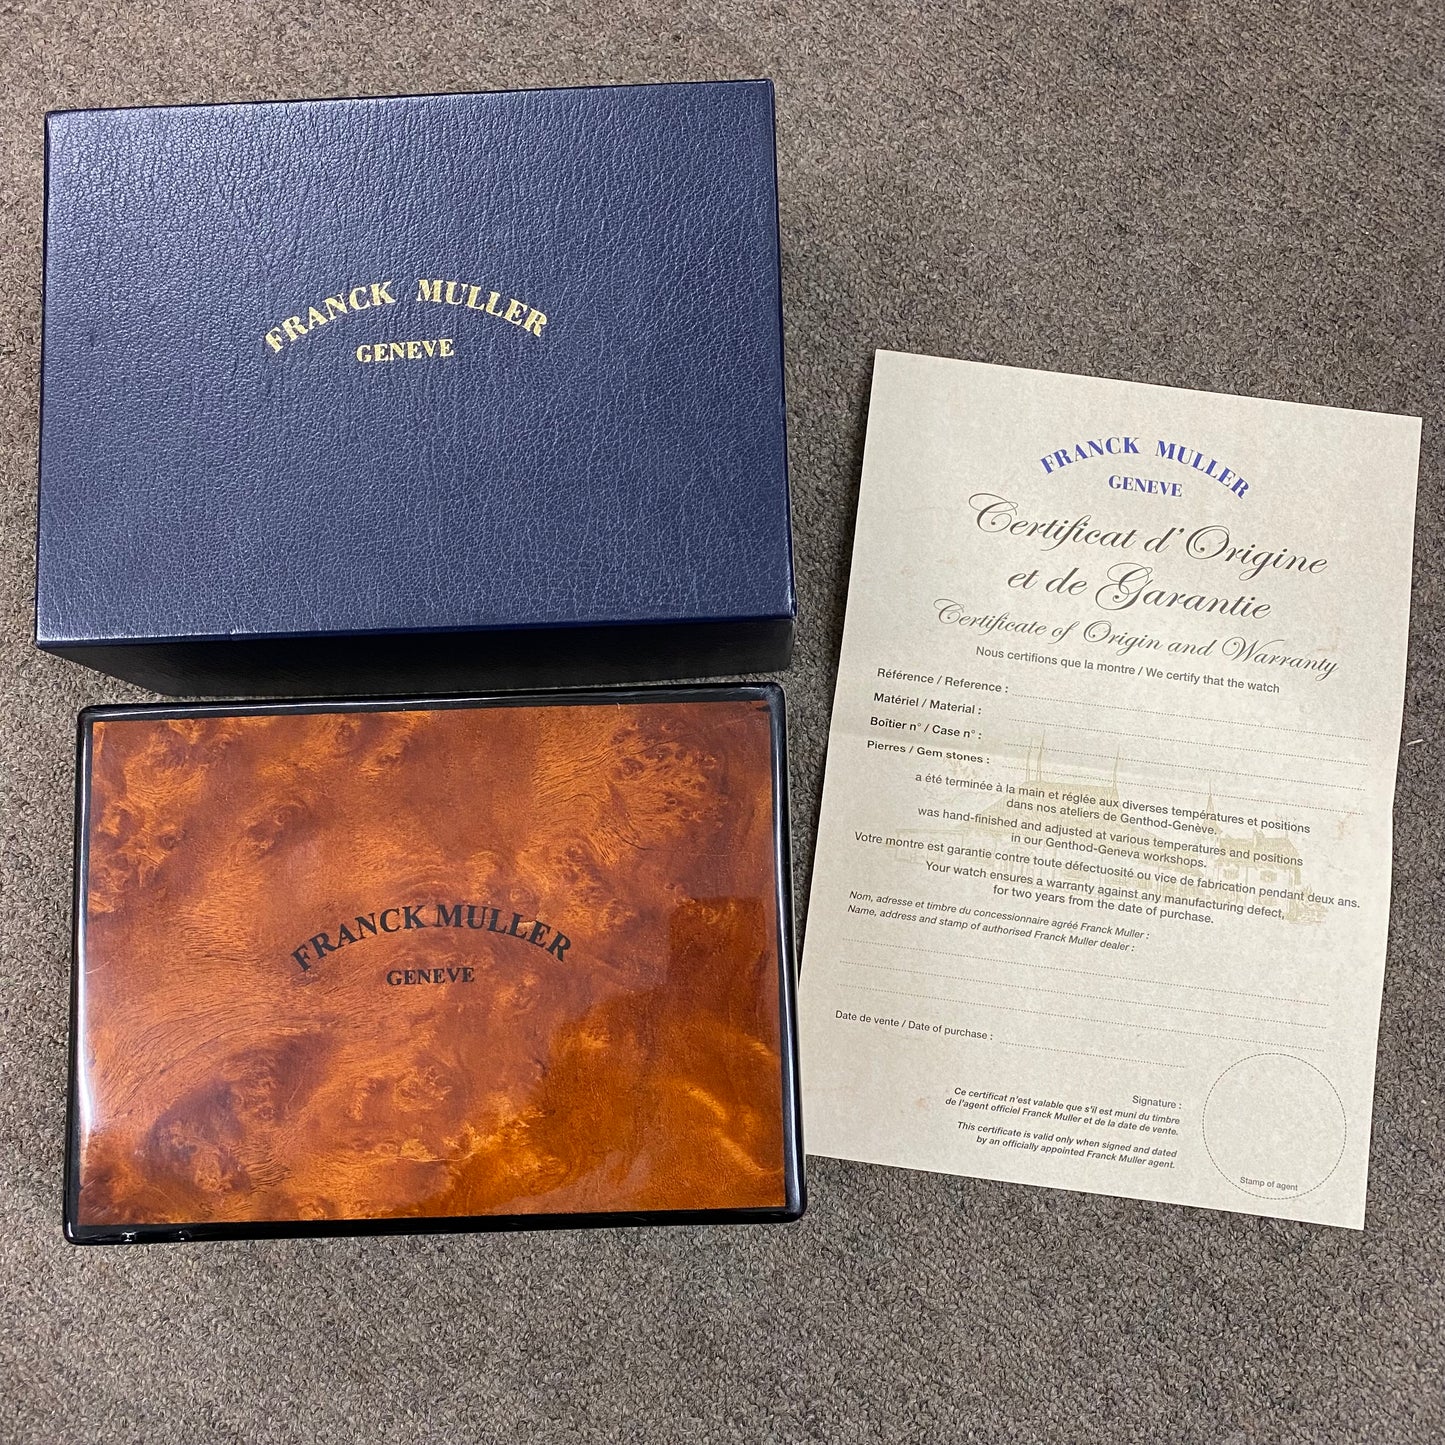 FRANCK MULLER
GENEVE
FRANCK MULLER
GENEVE
FRANCK MULLER
GENEVE
Certificat d'Origine
et de Garantie
Certificate of Origin and Warranty
Nous certifions que la montre / We certify that the watch
Référence / Reference :
Matériel / Material :
Boîtier n° / Case n° :
Pierres / Gem stones :
a été terminée à la main et réglée aux diverses températures et positions
dans nos ateliers de Genthod-Genève.
was hand-finished and adjusted at various temperatures and positions
in our Genthod-Geneva workshops.
Votre montre est garantie contre toute défectuosité ou vice de fabrication pendant deux ans.
Your watch ensures a warranty against any manufacturing defect,
for two years from the date of purchase.
Nom, adresse et timbre du concessionnaire agréé Franck Muller :
Name, address and stamp of authorised Franck Muller dealer :
Date de vente / Date of purchase :
Signature :
Ce certificat n'est valable que s'il est muni du timbre
de l'agent officiel Franck Muller et de la date de vente.
This certificate is valid only when signed and dated
by an officially appointed Franck Muller agent.
Stamp of agent